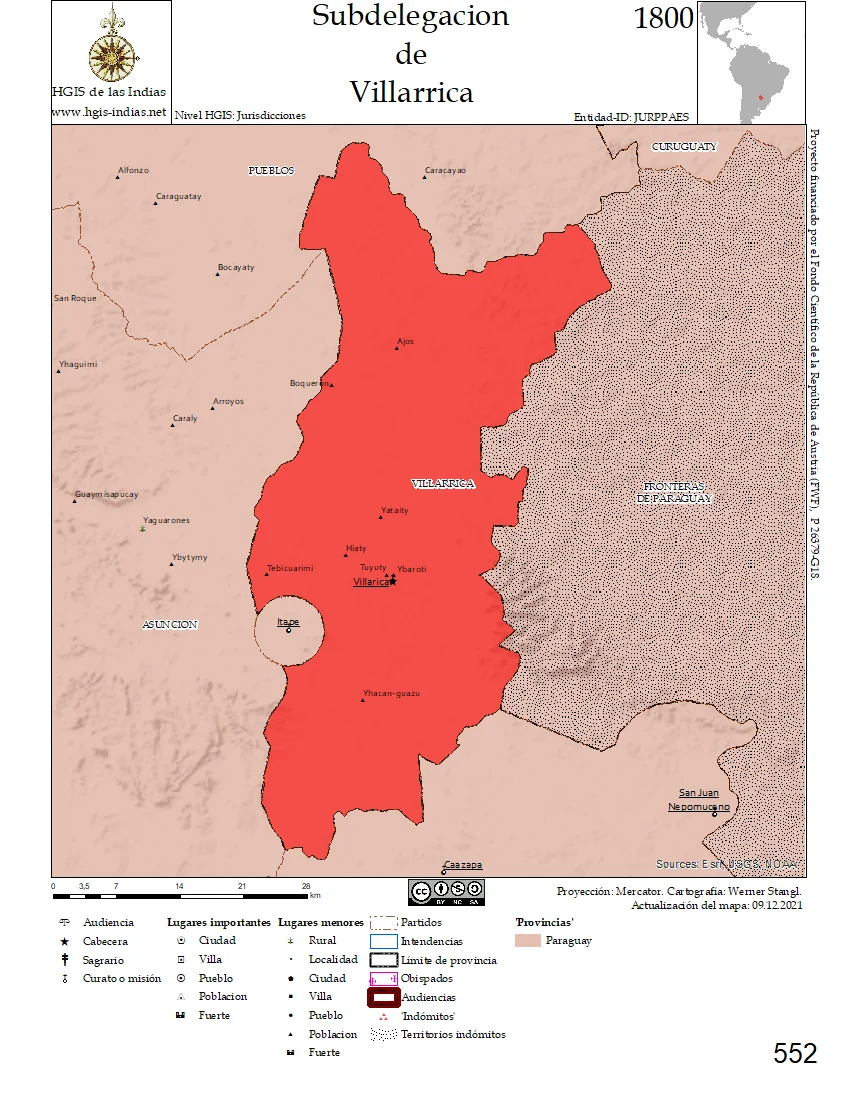 Subdelegacion
de
Villarrica
1800
HGIS de las Indias
www.hgis-indias.net
Nivel HGIS: Jurisdicciones
Entidad-ID: JURPPAES
Proyecto financiado por el Fondo Científico de la República de Austria (FWF), P 26379-G18.
CURUGUATY
PUEBLOS
Alfonzo
Caracayao
Caraguatay
Bocayaty
San Roque
Ajos
Yhaguimi
Boqueron
Arroyos
Caraly
VILLARRICA
FRONTERAS
DE PARAGUAY
Guaymisapucay
Yataity
Yaguarones
Hiaty
Ybytymy
Tebicuarimi
Tuyuty
Ybaroti
Villarica
Itape
ASUNCION
Yhacan-guazu
San Juan
Nepomuceno
Caazapa
Sources: Esri, USGS, NOAA
0 3,5 7 14 21 28
km
cc
BY NC SA
Proyección: Mercator. Cartografía: Werner Stangl.
Actualización del mapa: 09.12.2021
Audiencia
Cabecera
Sagrario
Curato o misión
Lugares importantes
Ciudad
Villa
Pueblo
Poblacion
Fuerte
Lugares menores
Rural
Localidad
Ciudad
Villa
Pueblo
Poblacion
Fuerte
Partidos
Intendencias
Límite de provincia
Obispados
Audiencias
'Indómitos'
Territorios indómitos
'Provincias'
Paraguay
552